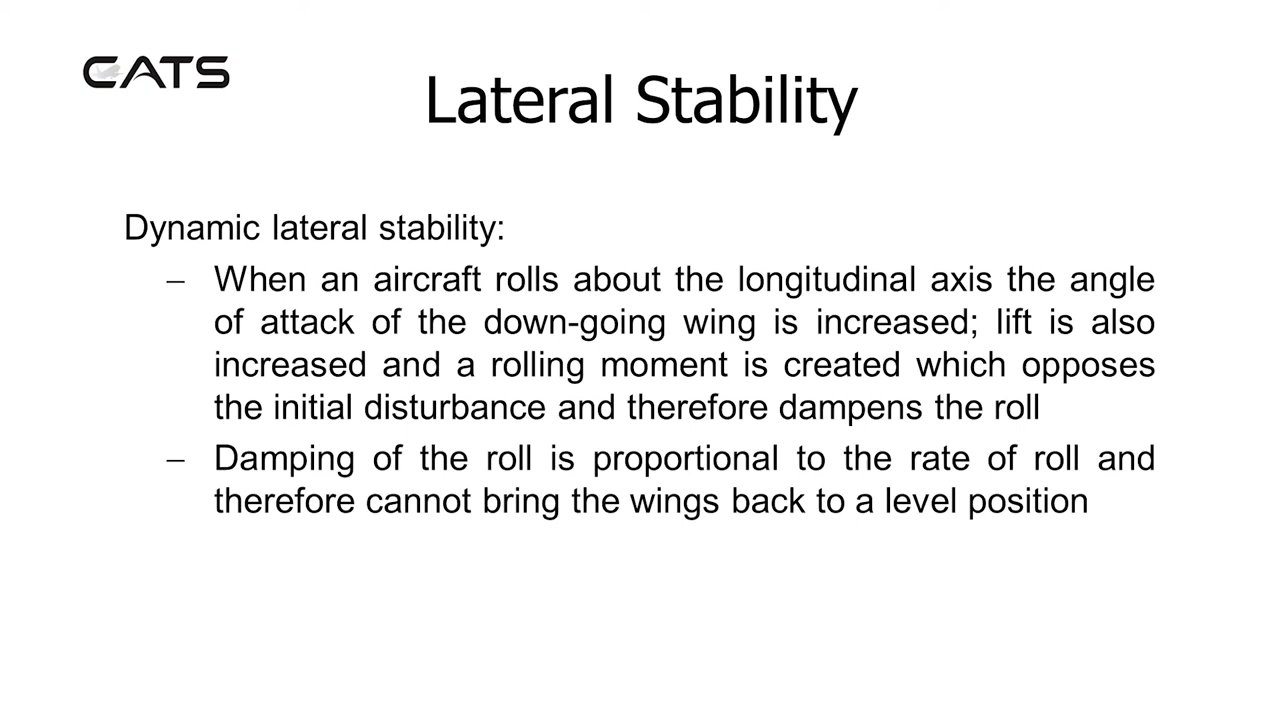 CATS
Lateral Stability
Dynamic lateral stability:
– When an aircraft rolls about the longitudinal axis the angle
of attack of the down-going wing is increased; lift is also
increased and a rolling moment is created which opposes
the initial disturbance and therefore dampens the roll
– Damping of the roll is proportional to the rate of roll and
therefore cannot bring the wings back to a level position